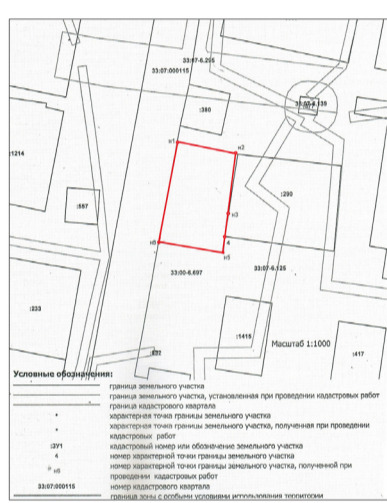 33:07-6.295
33:07:000115
33:07-6.139
:380
н1
н2
:1214
:290
:587
н3
4
н6
н5
33:00-6.697
33:07-6.125
:233
:1415
Масштаб 1:1000
:417
Условные обозначения:
граница земельного участка
граница земельного участка, установленная при проведении кадастровых работ
граница кадастрового квартала
характерная точка границы земельного участка
характерная точка границы земельного участка, полученная при проведении
кадастровых работ
:ЗУ1 кадастровый номер или обозначение земельного участка
4 номер характерной точки границы земельного участка
н6 номер характерной точки границы земельного участка, полученной при
проведении кадастровых работ
33:07:000115 номер кадастрового квартала
граница зоны с особыми условиями использования территории